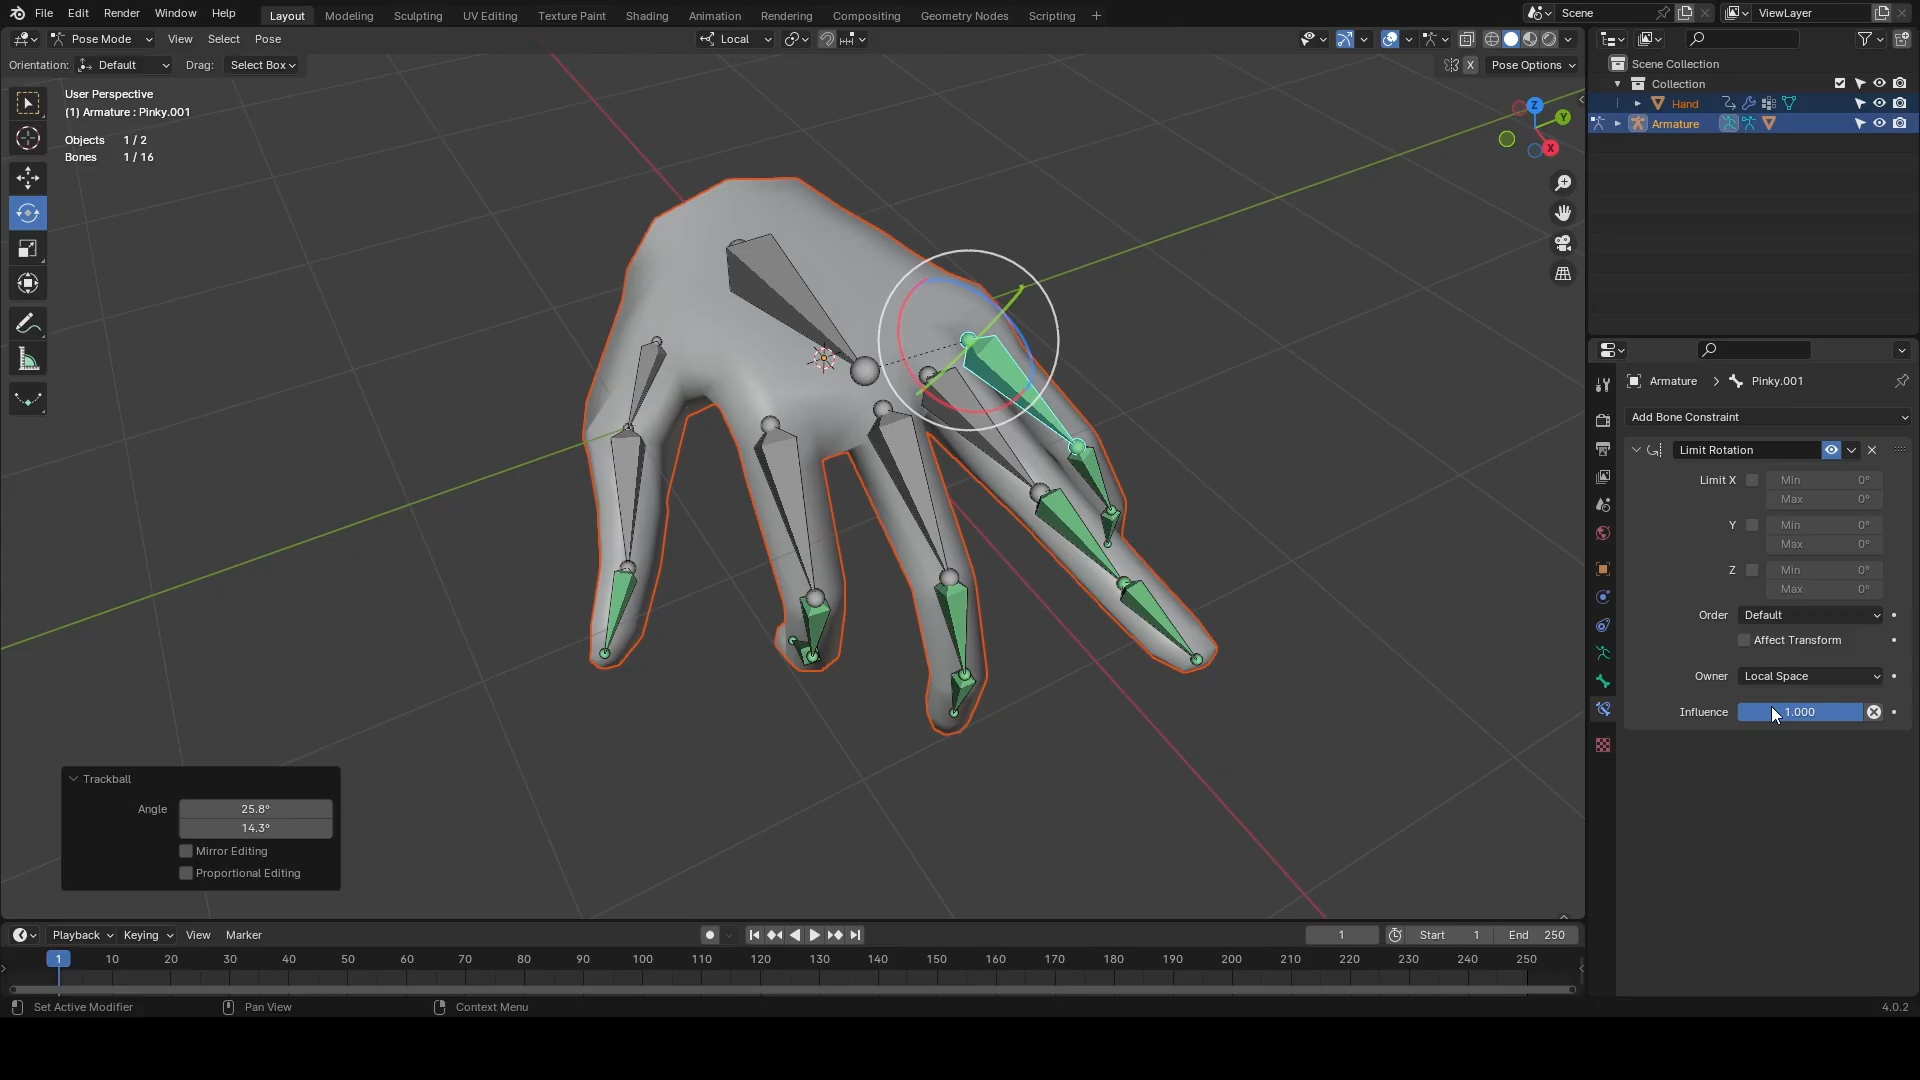 File Edit Render Window Help Layout Modeling Sculpting UV Editing Texture Paint Shading Animation Rendering Compositing Geometry Nodes Scripting + Scene ViewLayer
Pose Mode View Select Pose Local
Orientation: Default Drag: Select Box X Pose Options
User Perspective
(1) Armature : Pinky.001
Objects 1 / 2
Bones 1 / 16
Z
Y
X
Scene Collection
Collection
Hand
Armature
Armature > Pinky.001
Add Bone Constraint
Limit Rotation
Limit X Min 0°
Max 0°
Y Min 0°
Max 0°
Z Min 0°
Max 0°
Order Default
Affect Transform
Owner Local Space
Influence 1.000
Trackball
Angle 25.8°
14.3°
Mirror Editing
Proportional Editing
Playback Keying View Marker 1 Start 1 End 250
1 10 20 30 40 50 60 70 80 90 100 110 120 130 140 150 160 170 180 190 200 210 220 230 240 250
Set Active Modifier Pan View Context Menu 4.0.2